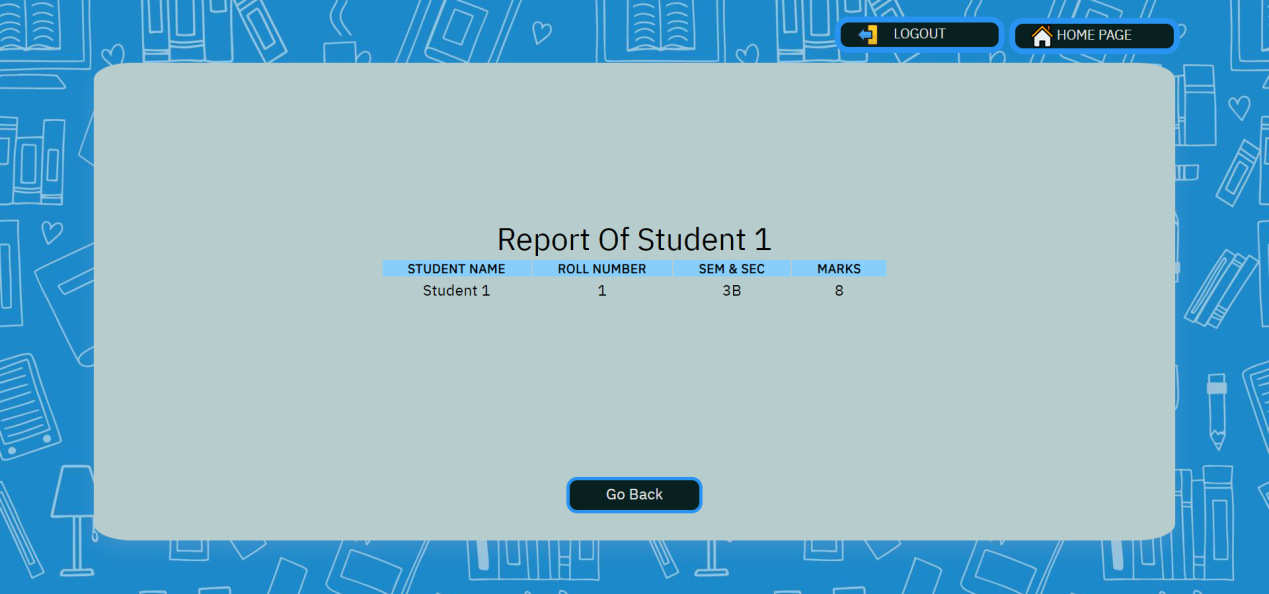 LOGOUT HOME PAGE
Report Of Student 1
STUDENT NAME ROLL NUMBER SEM & SEC MARKS
Student 1 1 3B 8
Go Back